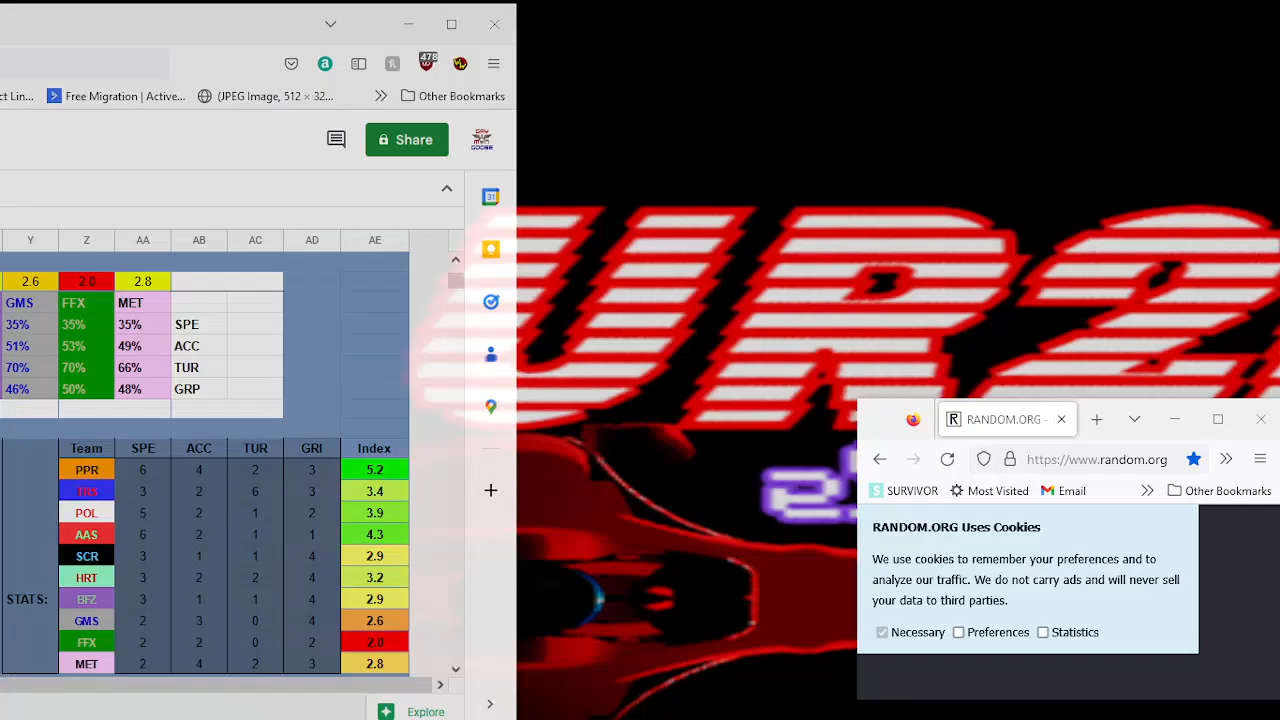 478
ct Lin...
Free Migration | Active...
(JPEG Image, 512 × 32...
Other Bookmarks
Share
31
Y Z AA AB AC AD AE
2.6 2.0 2.8
GMS FFX MET
35% 35% 35% SPE
51% 53% 49% ACC
70% 70% 66% TUR
46% 50% 48% GRP
Team SPE ACC TUR GRI Index
PPR 6 4 2 3 5.2
TRS 3 2 6 3 3.4
POL 5 2 1 2 3.9
AAS 6 2 1 1 4.3
SCR 3 1 1 4 2.9
HRT 3 2 2 4 3.2
STATS: BFZ 3 1 1 4 2.9
GMS 2 3 0 2 2.6
FFX 2 2 0 2 2.0
MET 2 4 2 3 2.8
Explore
R RANDOM.ORG -
https://www.random.org
SURVIVOR Most Visited Email Other Bookmarks
RANDOM.ORG Uses Cookies
We use cookies to remember your preferences and to
analyze our traffic. We do not carry ads and will never sell
your data to third parties.
Necessary Preferences Statistics